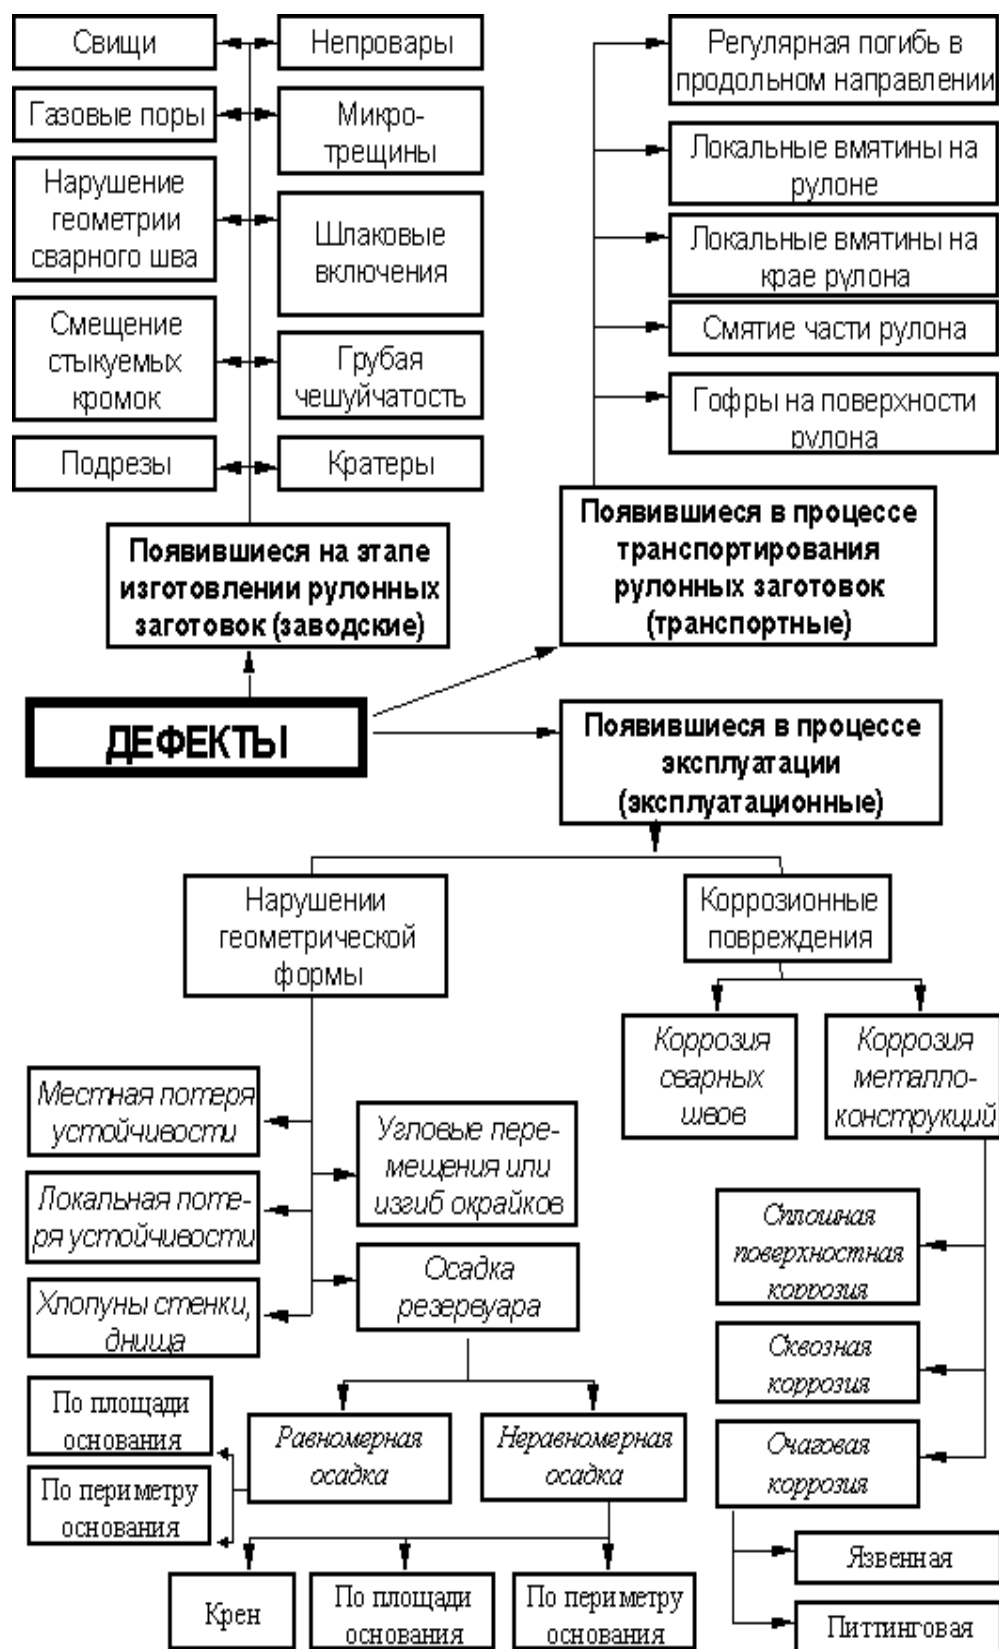 Свищи
Непровары
Газовые поры
Микро-
трещины
Нарушение
геометрии
сварного шва
Шлаковые
включения
Смещение
стыкуемых
кромок
Грубая
чешуйчатость
Подрезы
Кратеры
Появившиеся на этапе
изготовлении рулонных
заготовок (заводские)
Регулярная погибь в
продольном направлении
Локальные вмятины на
рулоне
Локальные вмятины на
крае рулона
Смятие части рулона
Гофры на поверхности
рулона
Появившиеся в процессе
транспортирования
рулонных заготовок
(транспортные)
ДЕФЕКТЫ
Появившиеся в процессе
эксплуатации
(эксплуатационные)
Нарушении
геометрической
формы
Коррозионные
повреждения
Коррозия
сварных
швов
Коррозия
металло-
конструкций
Местная потеря
устойчивости
Угловые пере-
мещения или
изгиб окрайков
Локальная поте-
ря устойчивости
Осадка
резервуара
Хлопуны стенки,
днища
Сплошная
поверхностная
коррозия
Сквозная
коррозия
Очаговая
коррозия
По площади
основания
По периметру
основания
Равномерная
осадка
Неравномерная
осадка
Крен
По площади
основания
По периметру
основания
Язвенная
Питтинговая